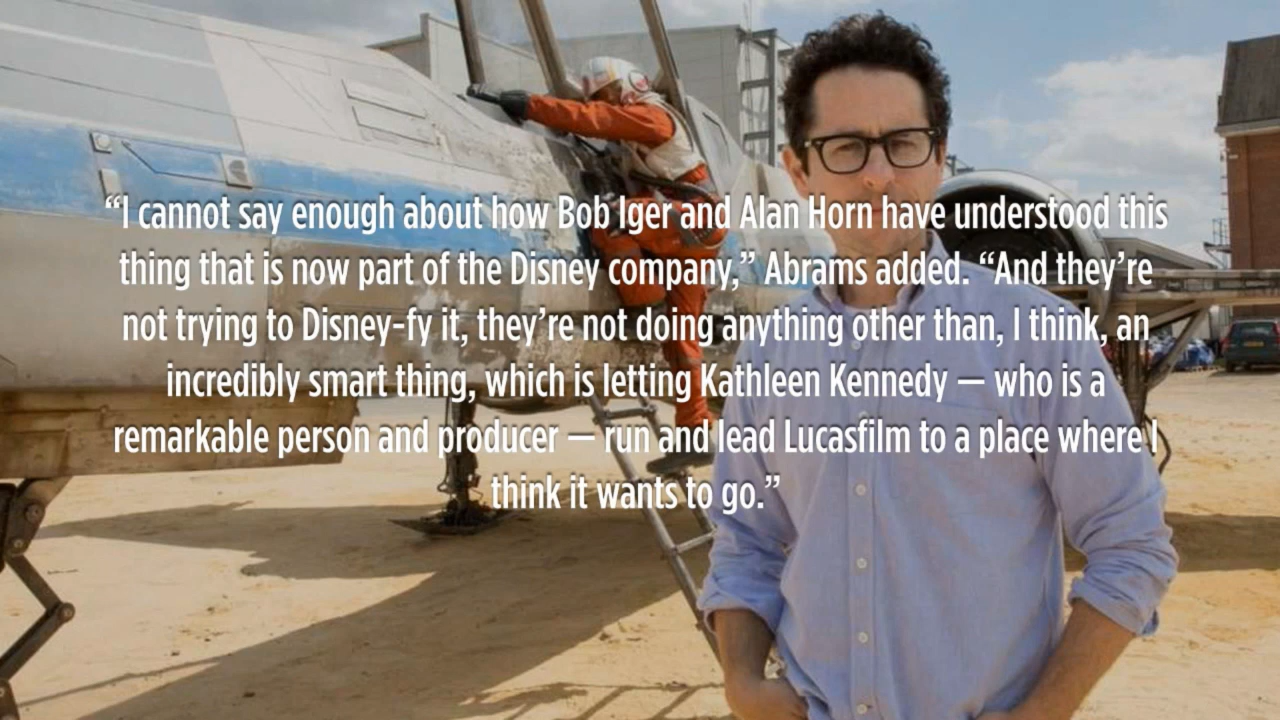 “I cannot say enough about how Bob Iger and Alan Horn have understood this
thing that is now part of the Disney company,” Abrams added. “And they’re
not trying to Disney-fy it, they’re not doing anything other than, I think, an
incredibly smart thing, which is letting Kathleen Kennedy — who is a
remarkable person and producer — run and lead Lucasfilm to a place where I
think it wants to go.”